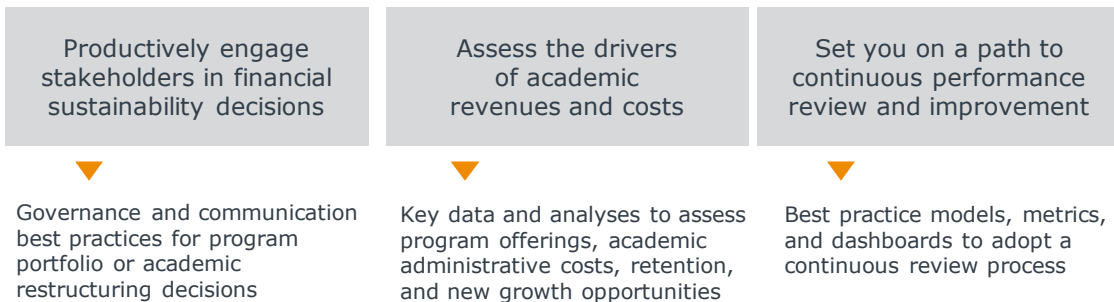 Productively engage
stakeholders in financial
sustainability decisions
Assess the drivers
of academic
revenues and costs
Set you on a path to
continuous performance
review and improvement
Governance and communication
best practices for program
portfolio or academic
restructuring decisions
Key data and analyses to assess
program offerings, academic
administrative costs, retention,
and new growth opportunities
Best practice models, metrics,
and dashboards to adopt a
continuous review process